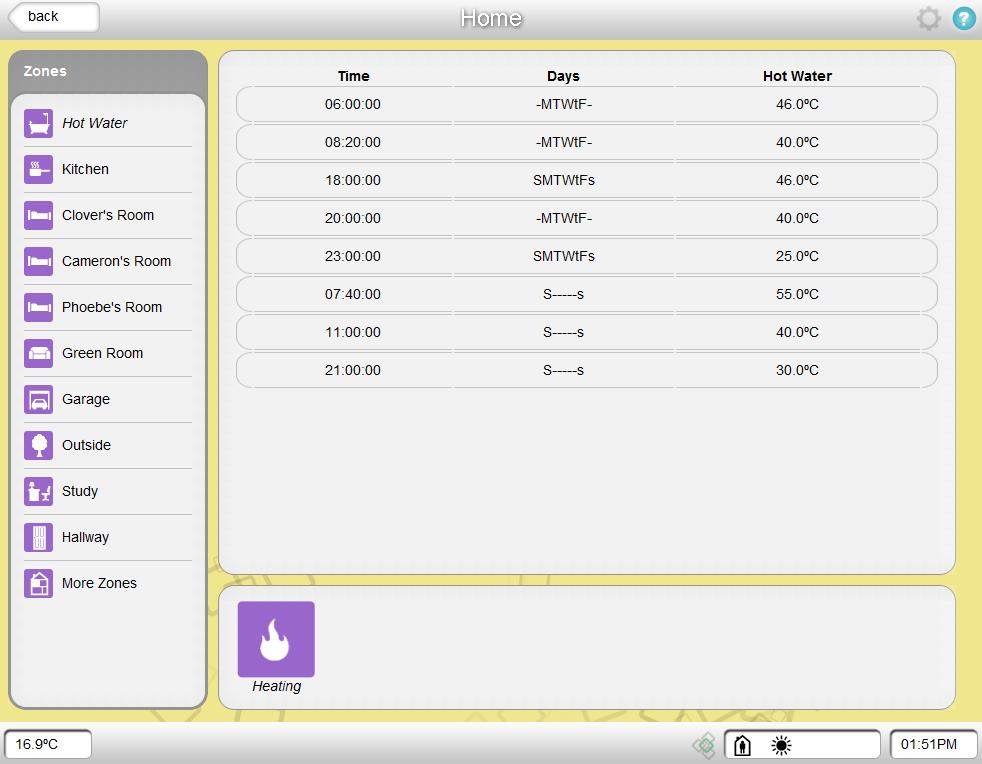 back
Home
?
Zones
Hot Water
Kitchen
Clover's Room
Cameron's Room
Phoebe's Room
Green Room
Garage
Outside
Study
Hallway
More Zones
Time Days Hot Water
06:00:00 -MTWtF- 46.0ºC
08:20:00 -MTWtF- 40.0ºC
18:00:00 SMTWtFs 46.0ºC
20:00:00 -MTWtF- 40.0ºC
23:00:00 SMTWtFs 25.0ºC
07:40:00 S-----s 55.0ºC
11:00:00 S-----s 40.0ºC
21:00:00 S-----s 30.0ºC
Heating
16.9ºC
01:51PM